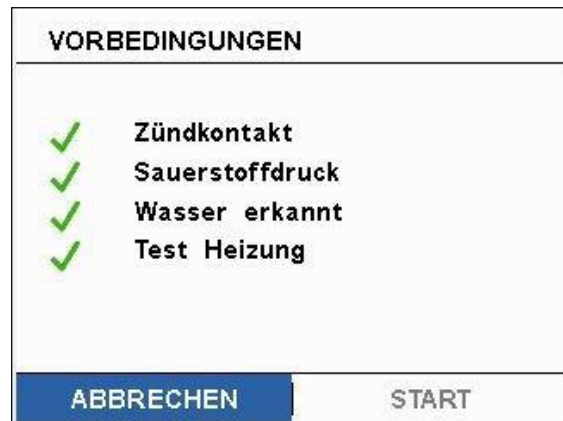 VORBEDINGUNGEN
Zündkontakt
Sauerstoffdruck
Wasser erkannt
Test Heizung
ABBRECHEN
START